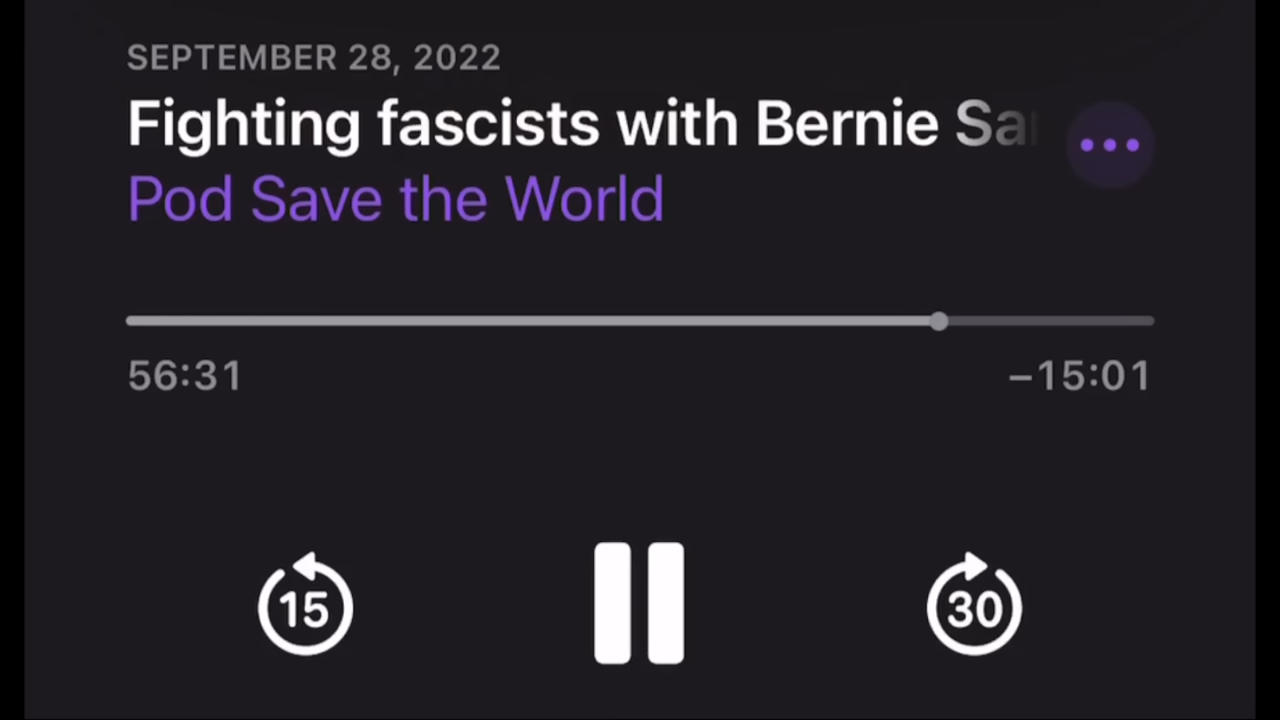 SEPTEMBER 28, 2022
Fighting fascists with Bernie
Pod Save the World
56:31
–15:01
15
30